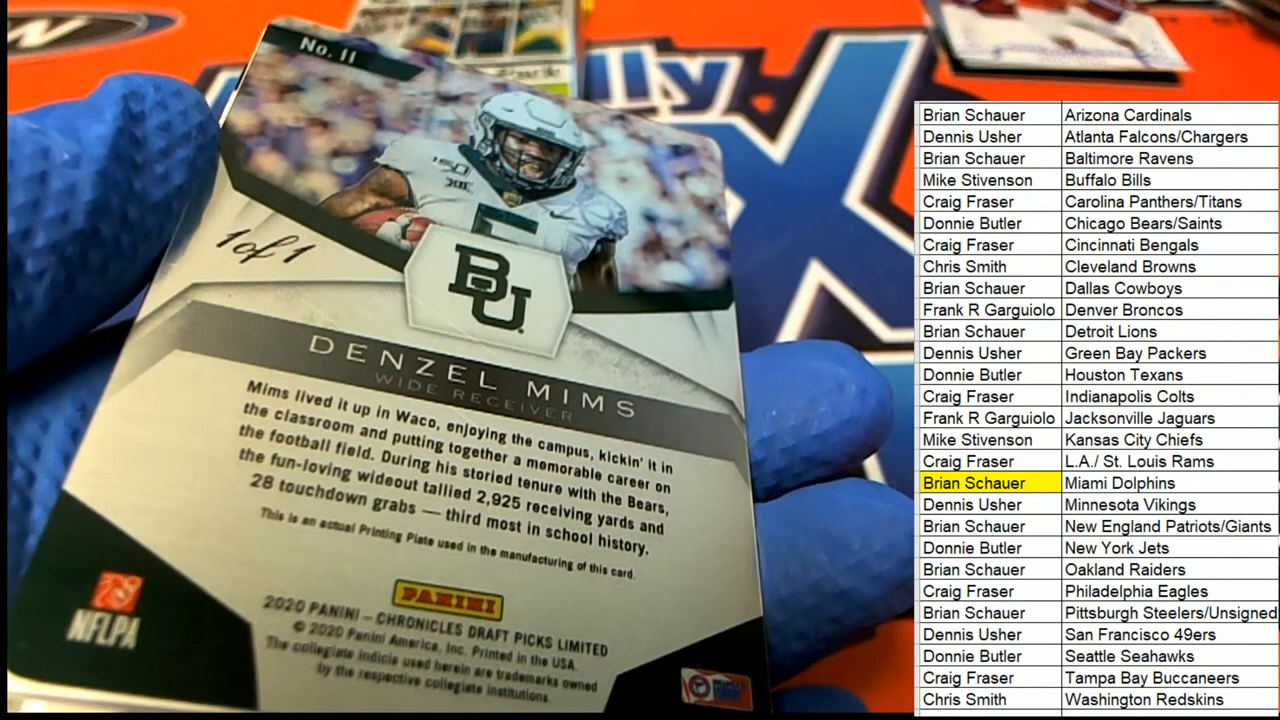 No. 11
lly
X
W
150
XII
5
1 of 1
BU
DENZEL MIMS
WIDE RECEIVER
Mims lived it up in Waco, enjoying the campus, kickin' it in
the classroom and putting together a memorable career on
the football field. During his storied tenure with the Bears,
the fun-loving wideout tallied 2,925 receiving yards and
28 touchdown grabs — third most in school history.
This is an actual Printing Plate used in the manufacturing of this card.
PANINI
2020 PANINI – CHRONICLES DRAFT PICKS LIMITED
© 2020 Panini America, Inc. Printed in the USA.
The collegiate indicia used herein are trademarks owned
by the respective collegiate institutions.
NFLPA
Brian Schauer Arizona Cardinals
Dennis Usher Atlanta Falcons/Chargers
Brian Schauer Baltimore Ravens
Mike Stivenson Buffalo Bills
Craig Fraser Carolina Panthers/Titans
Donnie Butler Chicago Bears/Saints
Craig Fraser Cincinnati Bengals
Chris Smith Cleveland Browns
Brian Schauer Dallas Cowboys
Frank R Garguiolo Denver Broncos
Brian Schauer Detroit Lions
Dennis Usher Green Bay Packers
Donnie Butler Houston Texans
Craig Fraser Indianapolis Colts
Frank R Garguiolo Jacksonville Jaguars
Mike Stivenson Kansas City Chiefs
Craig Fraser L.A./ St. Louis Rams
Brian Schauer Miami Dolphins
Dennis Usher Minnesota Vikings
Brian Schauer New England Patriots/Giants
Donnie Butler New York Jets
Brian Schauer Oakland Raiders
Craig Fraser Philadelphia Eagles
Brian Schauer Pittsburgh Steelers/Unsigned
Dennis Usher San Francisco 49ers
Donnie Butler Seattle Seahawks
Craig Fraser Tampa Bay Buccaneers
Chris Smith Washington Redskins